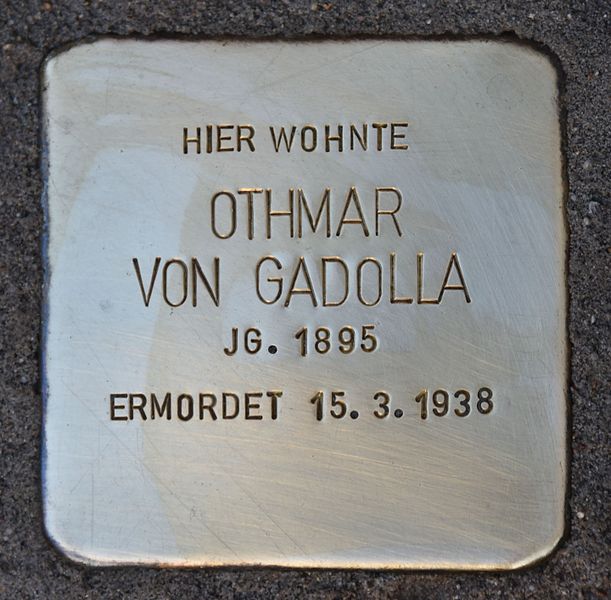 HIER WOHNTE
OTHMAR
VON GADOLLA
JG. 1895
ERMORDET 15. 3. 1938